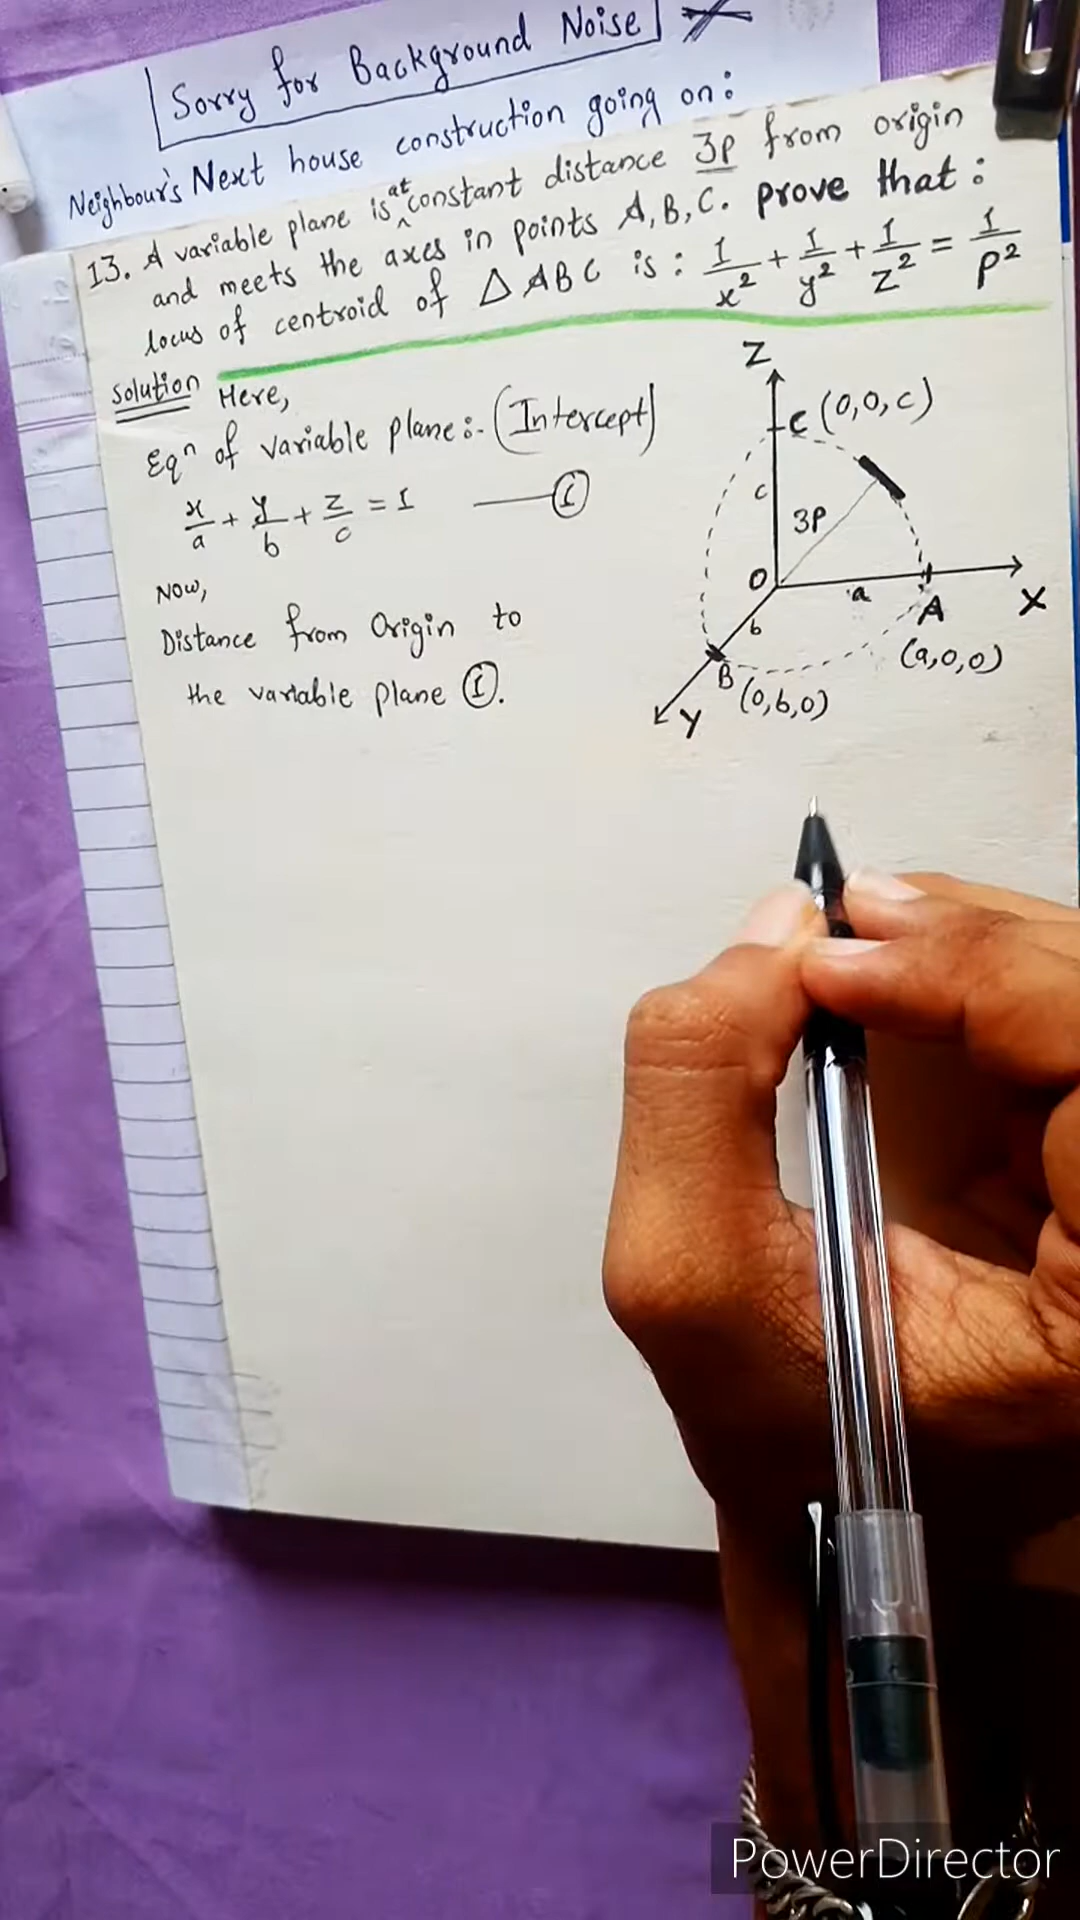 Sorry for Background Noise
Neighbour's Next house construction going on:
13. A variable plane is at constant distance 3p from origin
and meets the axes in points A, B, C. prove that:
locus of centroid of △ ABC is: 1/x² + 1/y² + 1/z² = 1/p²
Solution Here,
Eqⁿ of variable plane:- (Intercept)
x/a + y/b + z/c = 1 —— (1)
Now,
Distance from Origin to
the variable plane (1).
Z
C (0,0,c)
c
3P
O
a
A
X
b
(a,0,0)
B (0,b,0)
Y
PowerDirector